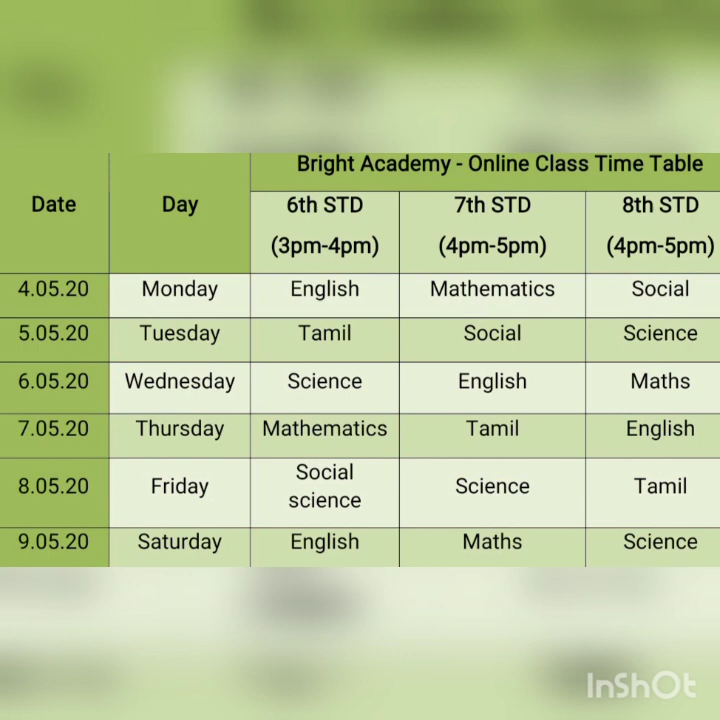 Bright Academy - Online Class Time Table
Date Day 6th STD 7th STD 8th STD
(3pm-4pm) (4pm-5pm) (4pm-5pm)
4.05.20 Monday English Mathematics Social
5.05.20 Tuesday Tamil Social Science
6.05.20 Wednesday Science English Maths
7.05.20 Thursday Mathematics Tamil English
8.05.20 Friday Social science Science Tamil
9.05.20 Saturday English Maths Science
InShOt